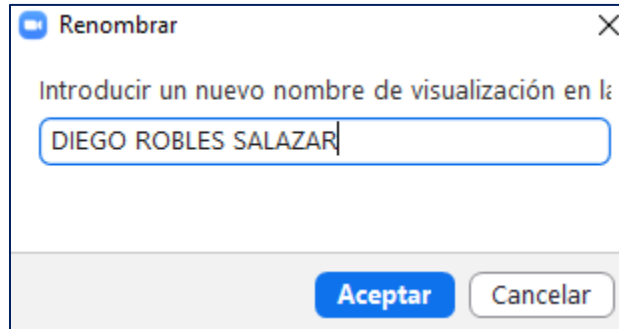 Renombrar
Introducir un nuevo nombre de visualización en la
DIEGO ROBLES SALAZAR
Aceptar
Cancelar